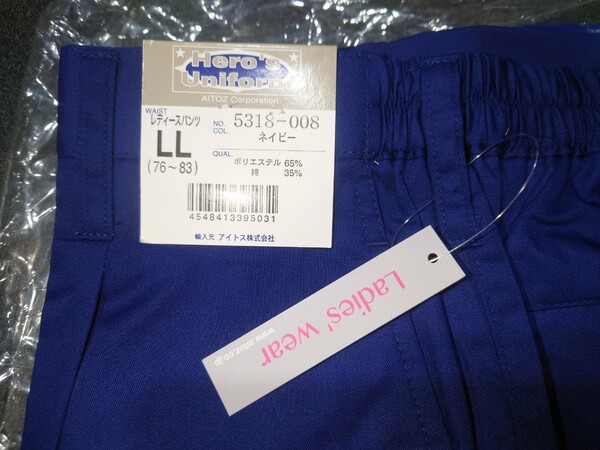 Hero's
Uniform
AITOZ Corporation
WAIST
レディースパンツ
LL
(76～83)
NO. 5318-008
COL. ネイビー
QUAL.
ポリエステル 65%
綿 35%
4548413395031
輸入元 アイトス株式会社
Ladies' wear
www.aitoz.co.jp